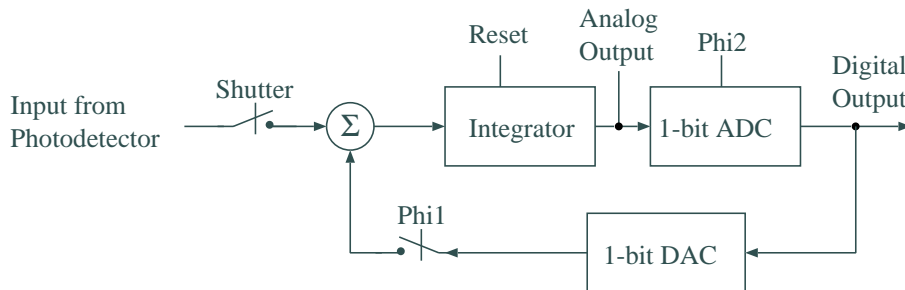 Reset
Analog
Output
Phi2
Digital
Output
Shutter
Input from
Photodetector
Σ
Integrator
1-bit ADC
Phi1
1-bit DAC